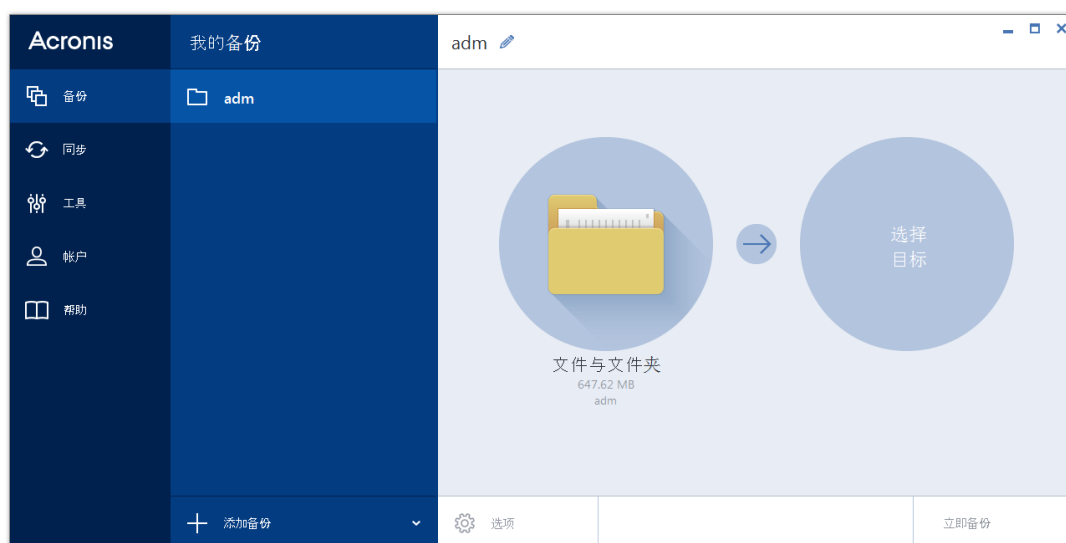 Acronis
我的备份
adm
备份
adm
同步
工具
帐户
帮助
选择
目标
文件与文件夹
647.62 MB
adm
添加备份
选项
立即备份